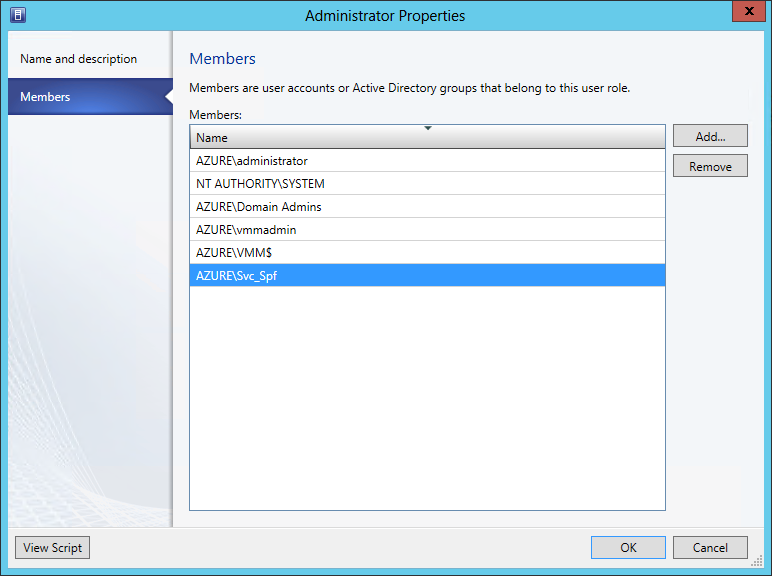 Administrator Properties
x
Name and description
Members
Members
Members are user accounts or Active Directory groups that belong to this user role.
Members:
Name
Add...
Remove
AZURE\administrator
NT AUTHORITY\SYSTEM
AZURE\Domain Admins
AZURE\vmmadmin
AZURE\VMM$
AZURE\Svc_Spf
View Script
OK
Cancel